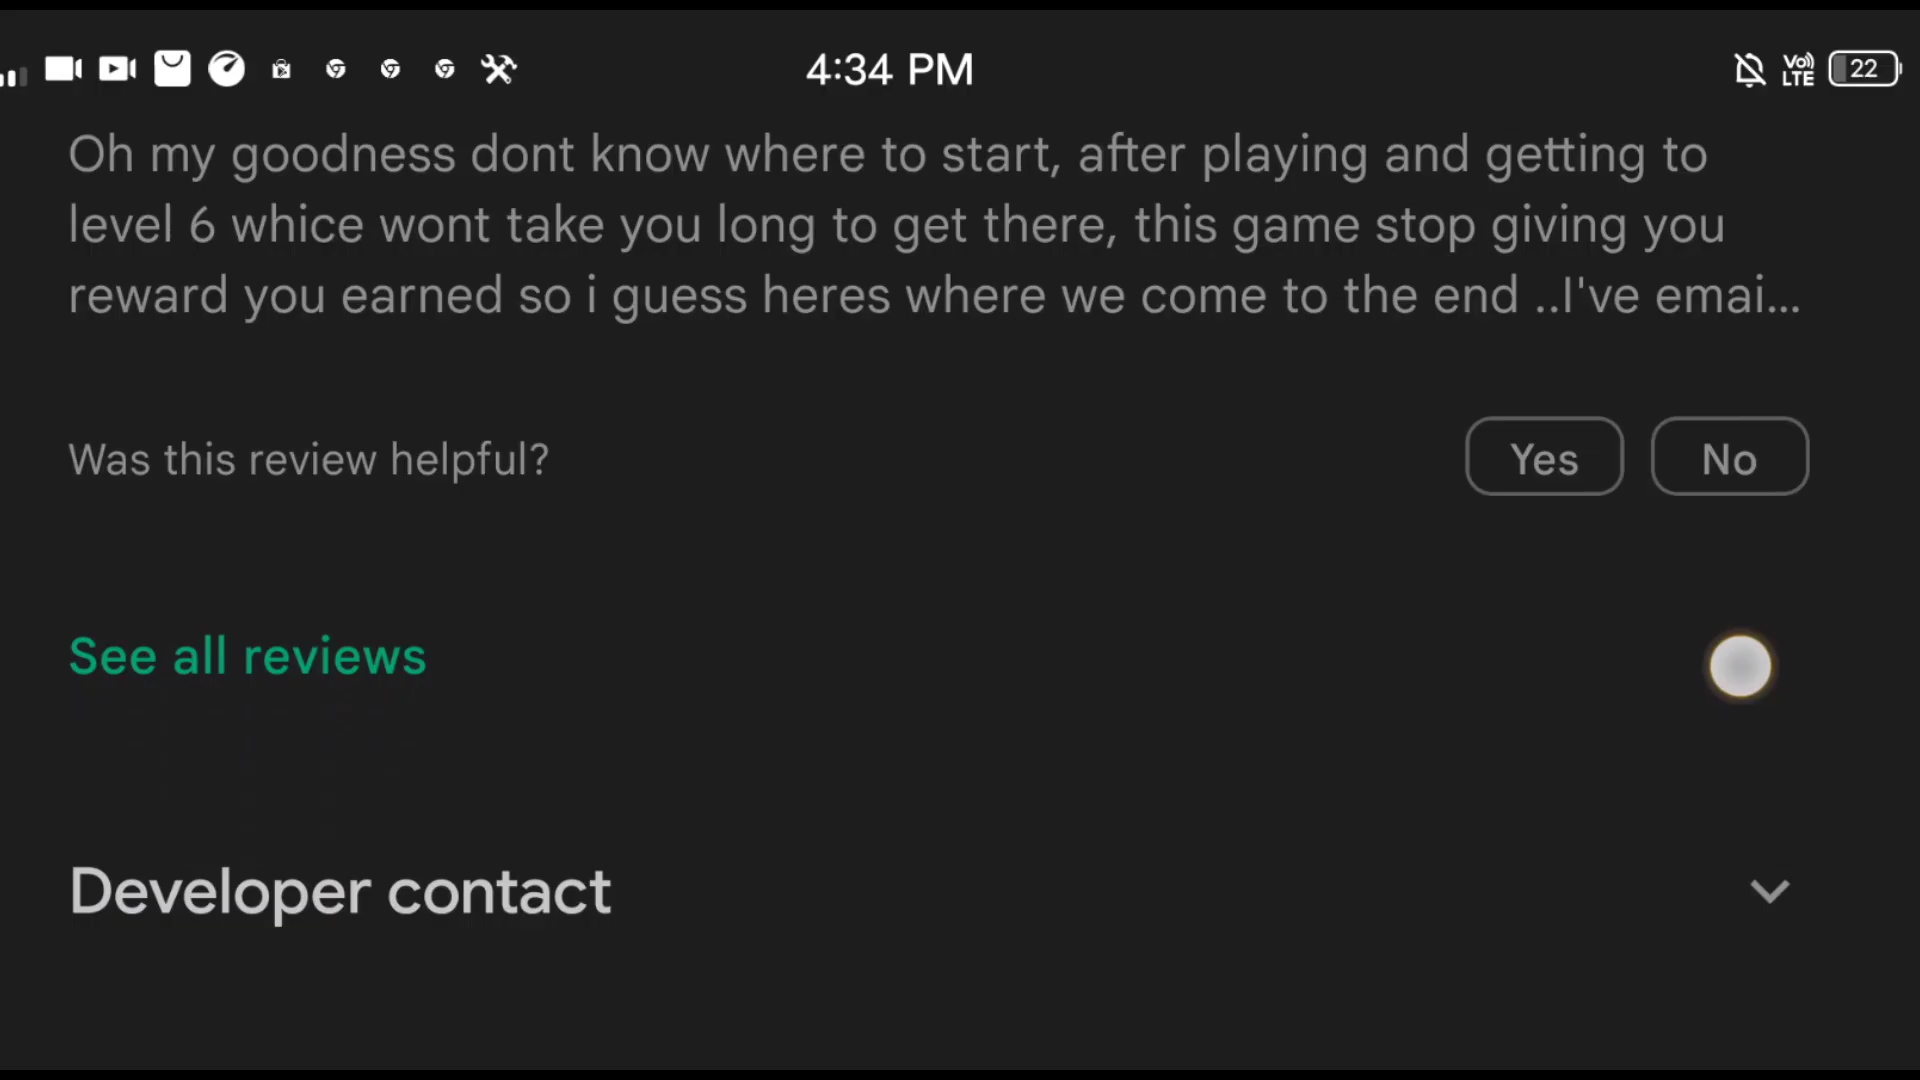 4:34 PM
Vo)
LTE
22
Oh my goodness dont know where to start, after playing and getting to
level 6 whice wont take you long to get there, this game stop giving you
reward you earned so i guess heres where we come to the end ..I've emai...
Was this review helpful?
Yes
No
See all reviews
Developer contact